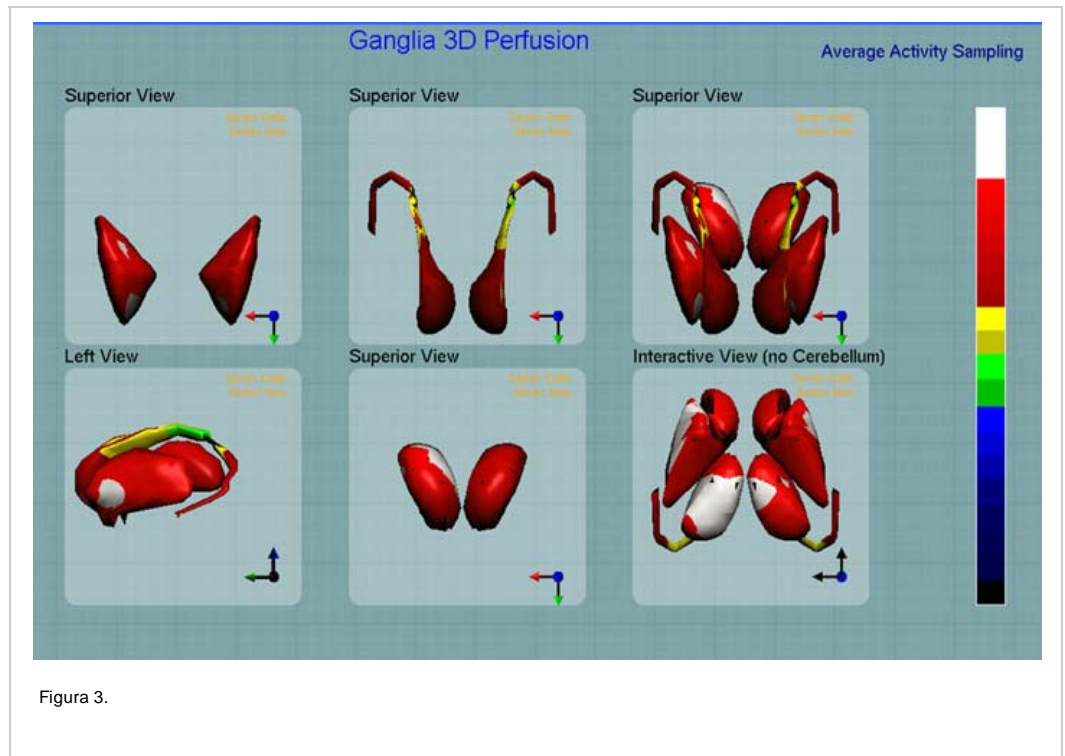 Ganglia 3D Perfusion
Average Activity Sampling
Superior View
Superior View
Superior View
Left View
Superior View
Interactive View (no Cerebellum)
Figura 3.